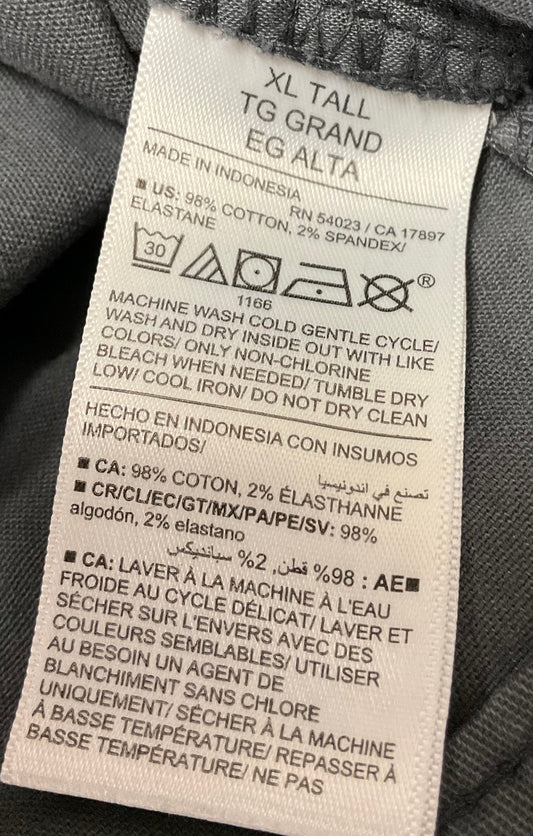 XL TALL
TG GRAND
EG ALTA
MADE IN INDONESIA
RN 54023 / CA 17897
■ US: 98% COTTON, 2% SPANDEX/
ELASTANE
30
®
1166
MACHINE WASH COLD GENTLE CYCLE/
WASH AND DRY INSIDE OUT WITH LIKE
COLORS/ ONLY NON-CHLORINE
BLEACH WHEN NEEDED/ TUMBLE DRY
LOW/ COOL IRON/ DO NOT DRY CLEAN
HECHO EN INDONESIA CON INSUMOS
IMPORTADOS/
تصنع في اندونيسيا
■ CA: 98% COTON, 2% ÉLASTHANNE
■ CR/CL/EC/GT/MX/PA/PE/SV: 98%
algodón, 2% elastano
■AE : 98% قطن, 2% سباندیکس
■ CA: LAVER À LA MACHINE À L'EAU
FROIDE AU CYCLE DÉLICAT/ LAVER ET
SÉCHER SUR L'ENVERS AVEC DES
COULEURS SEMBLABLES/ UTILISER
AU BESOIN UN AGENT DE
BLANCHIMENT SANS CHLORE
UNIQUEMENT/ SÉCHER À LA MACHINE
À BASSE TEMPÉRATURE/ REPASSER À
BASSE TEMPÉRATURE/ NE PAS